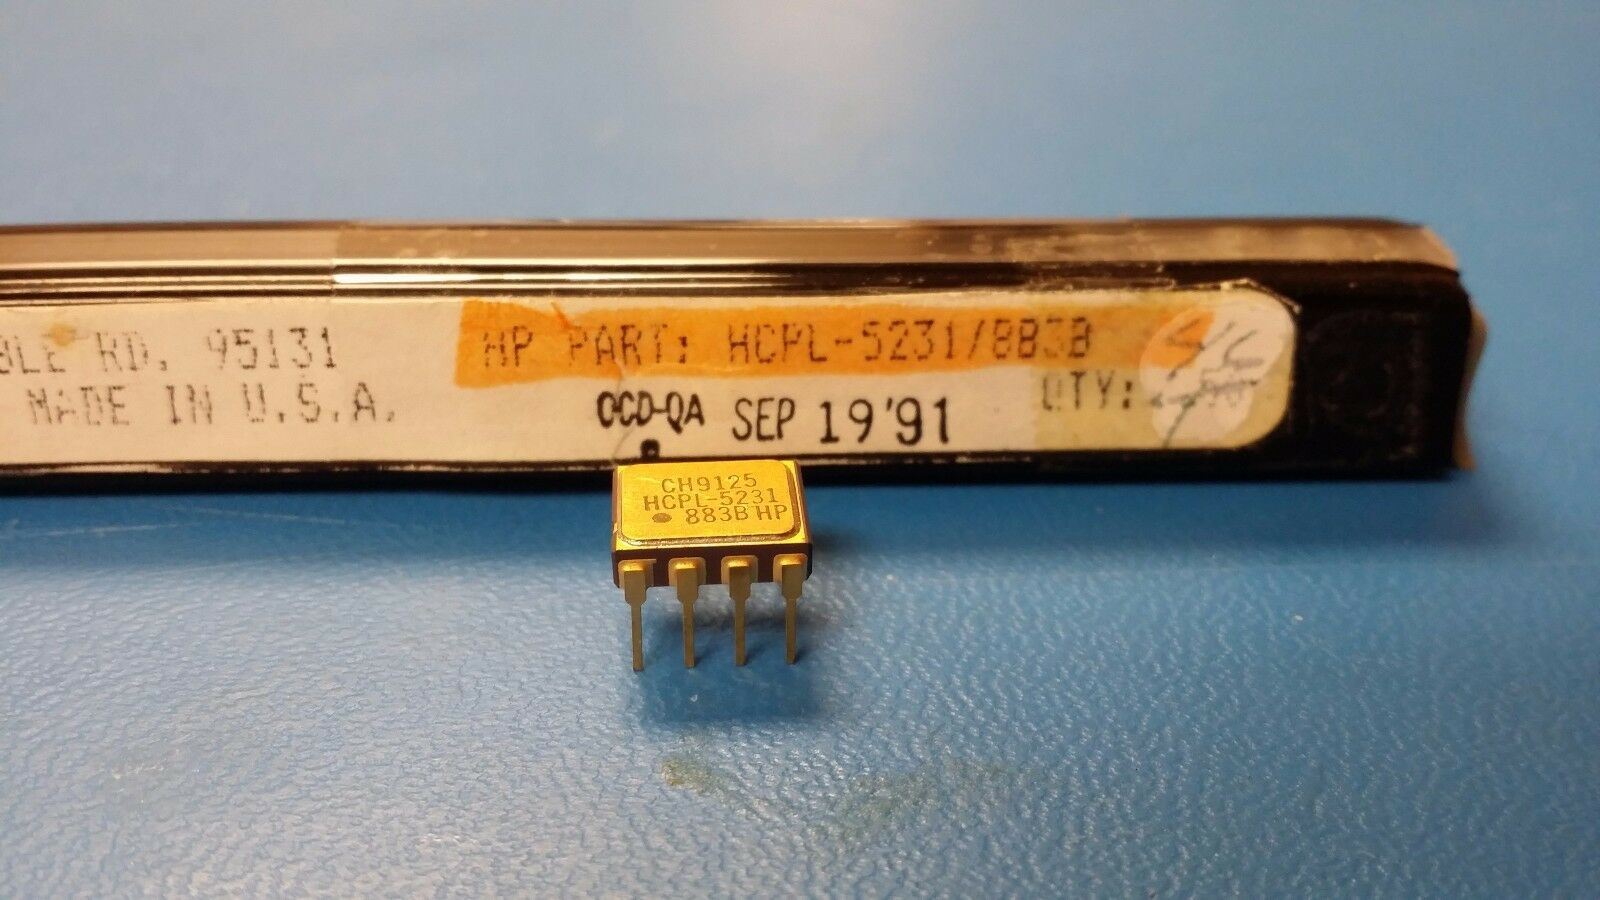 BLE RD. 95131
MADE IN U.S.A.
HP PART: HCPL-5231/883B
OCD-QA SEP 19'91
QTY:
CH9125
HCPL-5231
883B HP